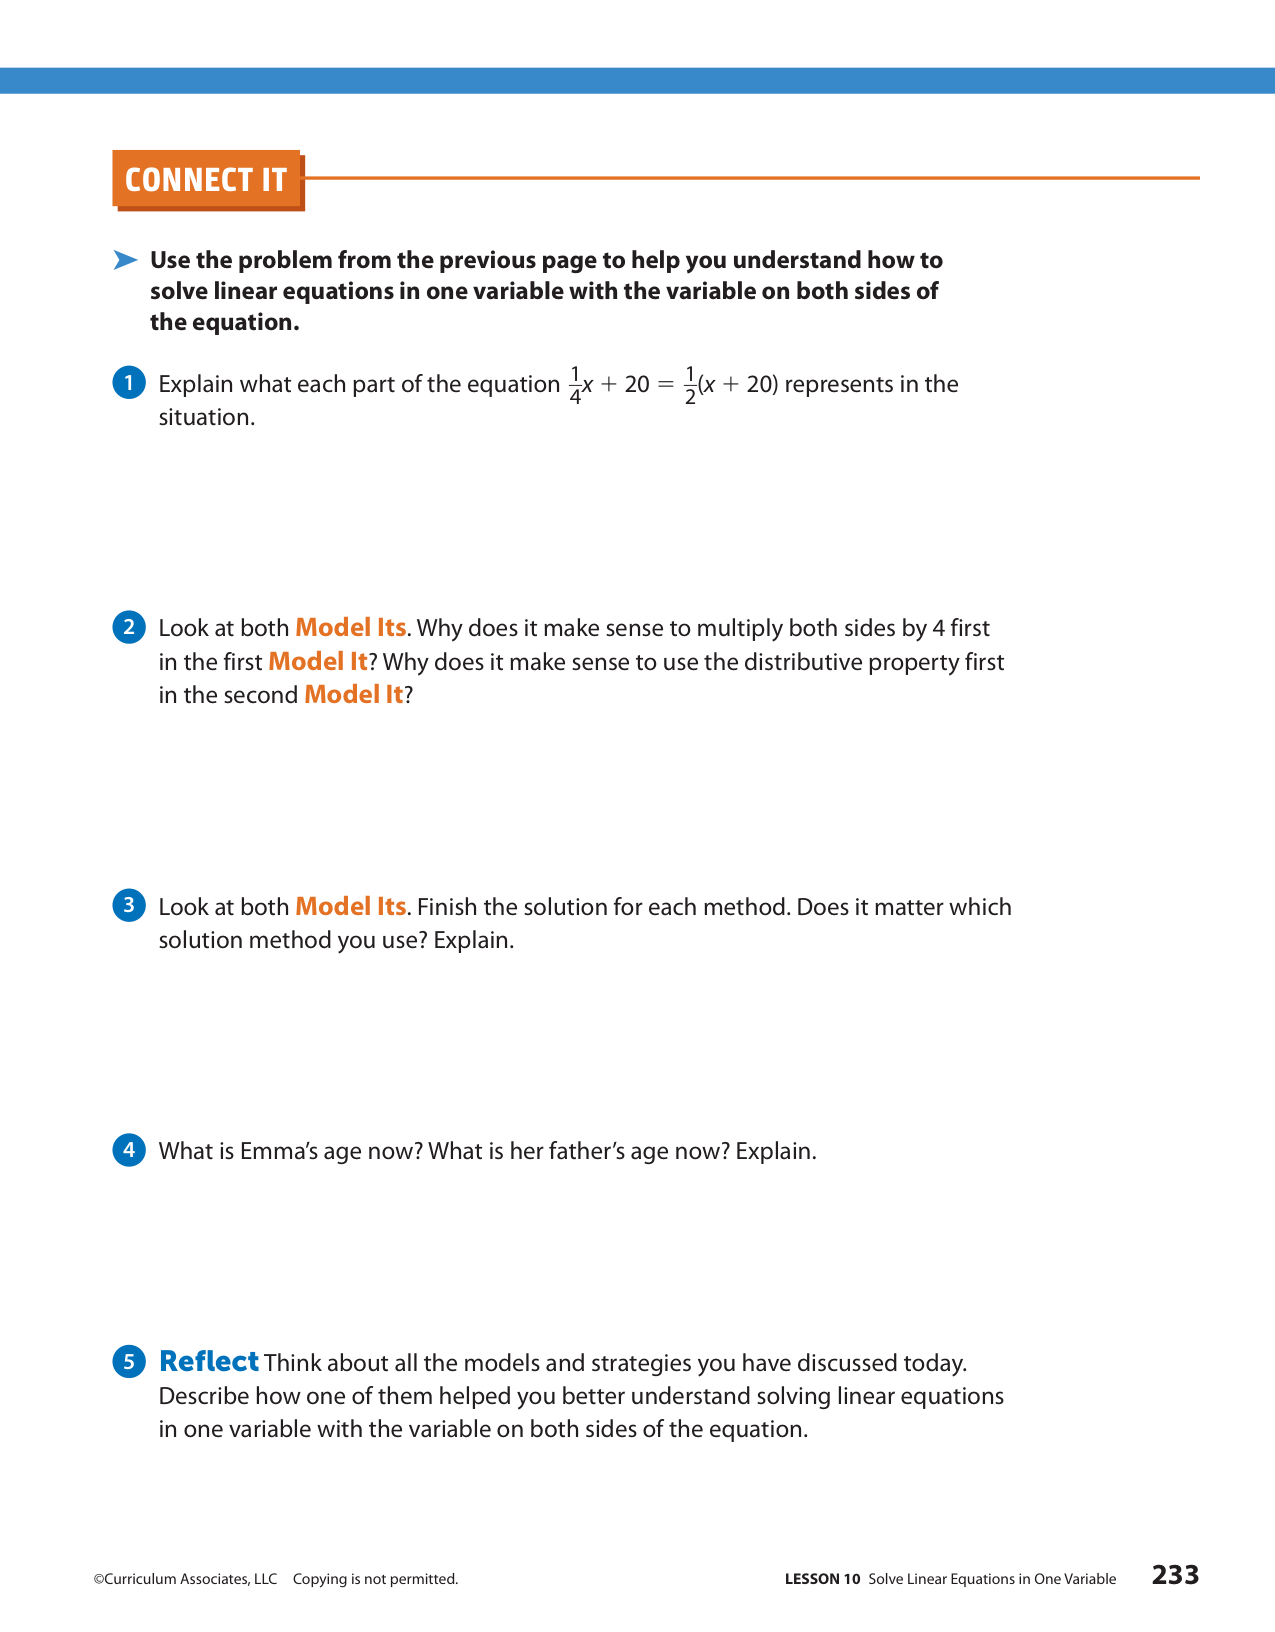 CONNECT IT
➤ Use the problem from the previous page to help you understand how to
solve linear equations in one variable with the variable on both sides of
the equation.
1 Explain what each part of the equation 1/4x + 20 = 1/2(x + 20) represents in the
situation.
2 Look at both Model Its. Why does it make sense to multiply both sides by 4 first
in the first Model It? Why does it make sense to use the distributive property first
in the second Model It?
3 Look at both Model Its. Finish the solution for each method. Does it matter which
solution method you use? Explain.
4 What is Emma’s age now? What is her father’s age now? Explain.
5 Reflect Think about all the models and strategies you have discussed today.
Describe how one of them helped you better understand solving linear equations
in one variable with the variable on both sides of the equation.
©Curriculum Associates, LLC Copying is not permitted. LESSON 10 Solve Linear Equations in One Variable 233